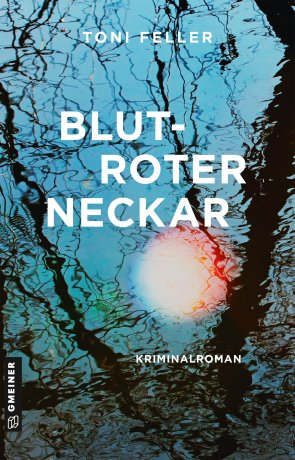 TONI FELLER
BLUT-
ROTER
NECKAR
KRIMINALROMAN
GMEINER